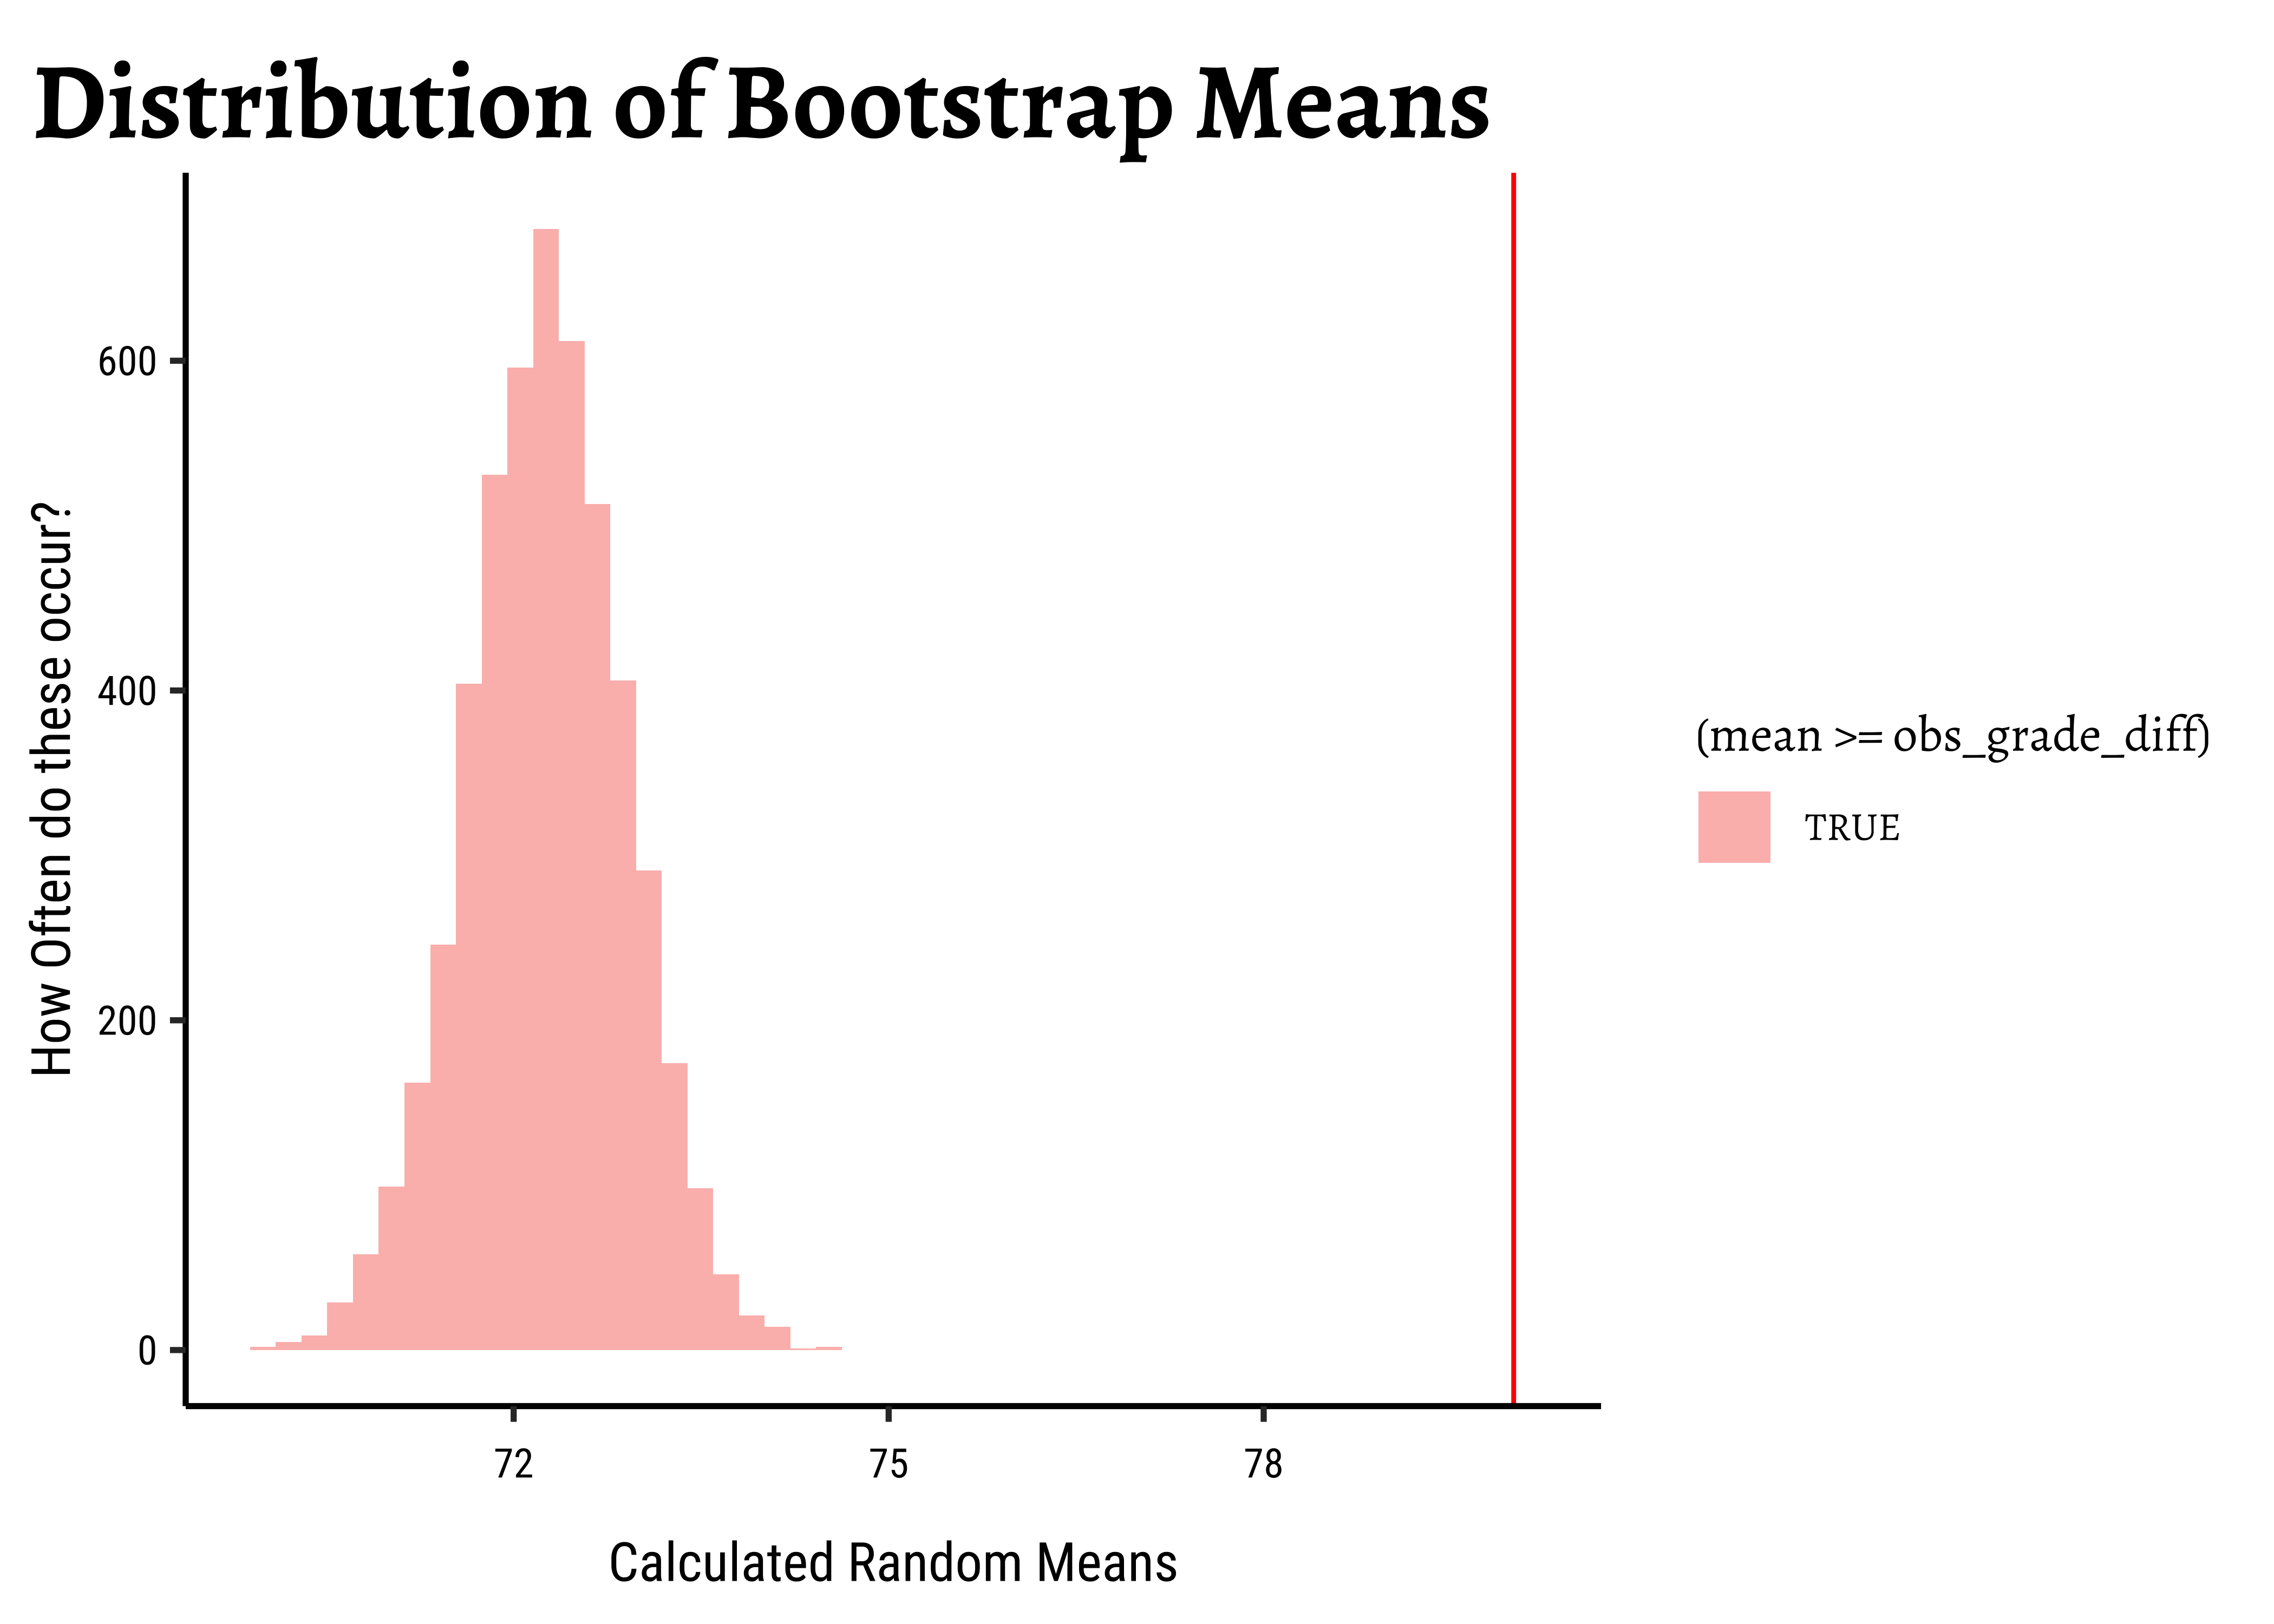 Distribution of Bootstrap Means
How Often do these occur?
600
400
200
0
72 75 78
Calculated Random Means
(mean >= obs_grade_diff)
TRUE